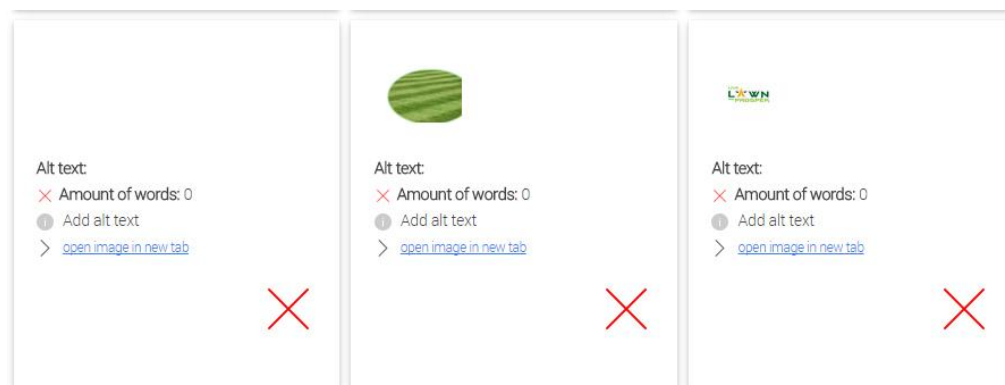 Alt text:
Amount of words: 0
Add alt text
open image in new tab
Alt text:
Amount of words: 0
Add alt text
open image in new tab
LAWN
PROSPER
Alt text:
Amount of words: 0
Add alt text
open image in new tab